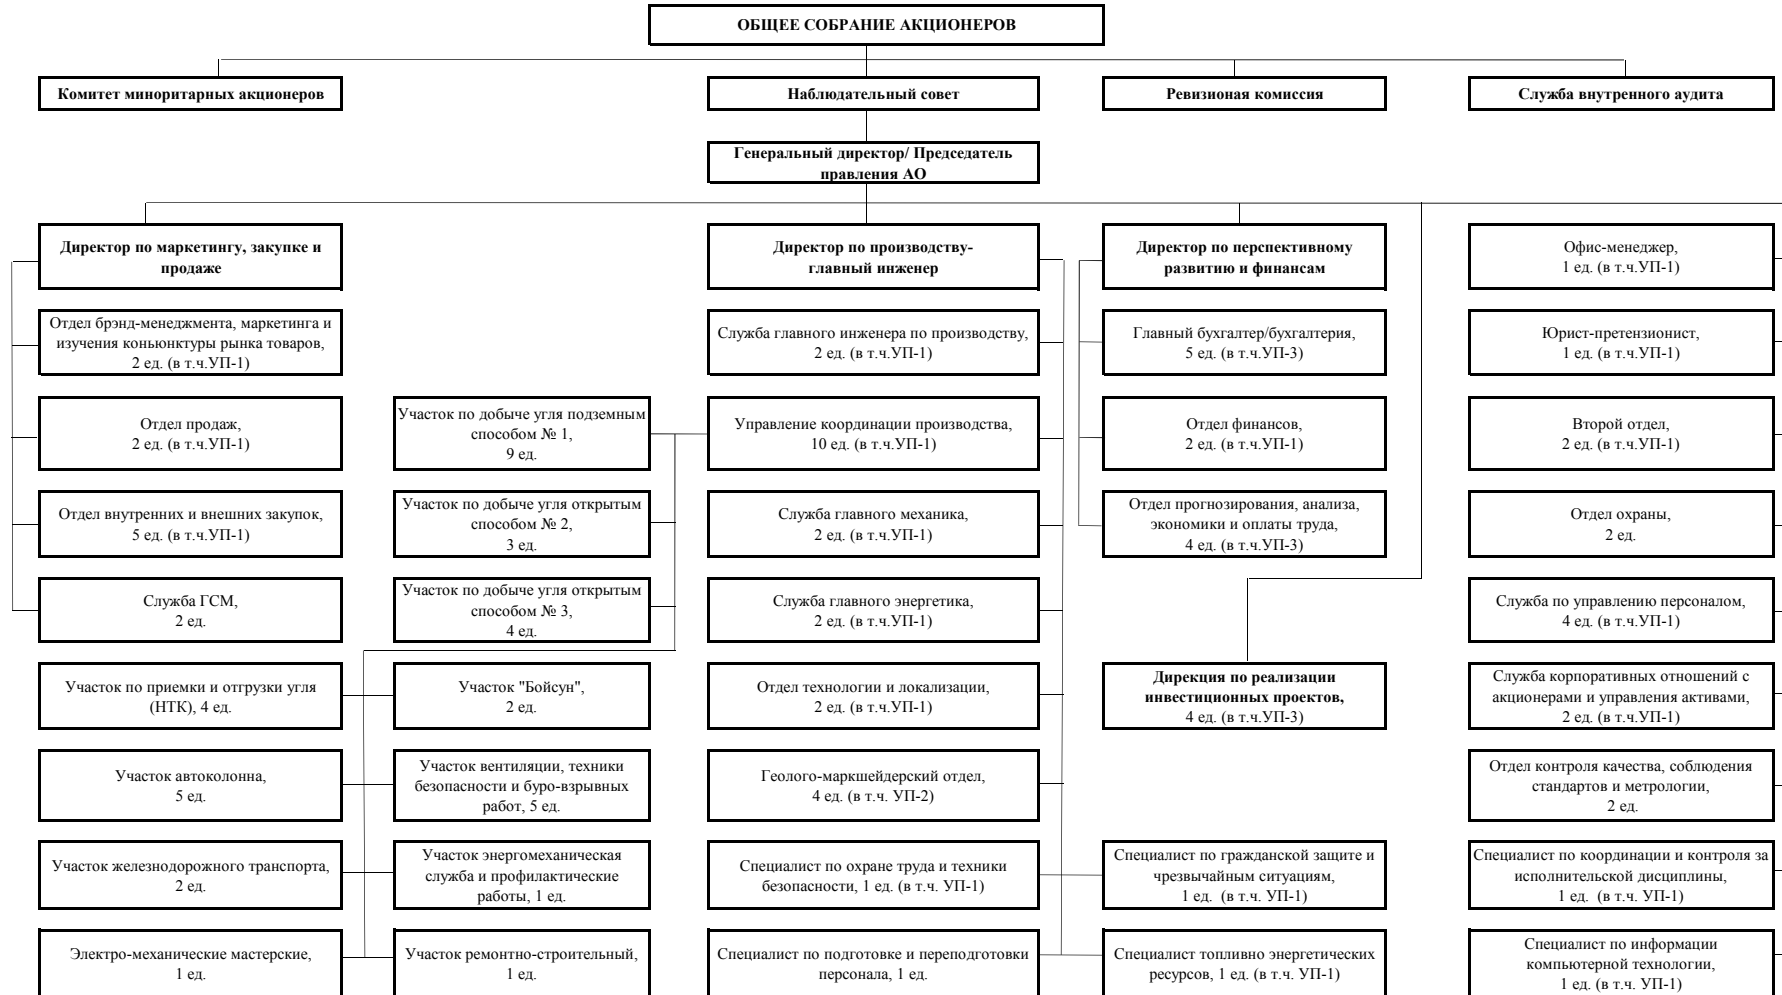 ОБЩЕЕ СОБРАНИЕ АКЦИОНЕРОВ
Комитет миноритарных акционеров
Наблюдательный совет
Ревизионая комиссия
Служба внутренного аудита
Генеральный директор/ Председатель
правления АО
Директор по маркетингу, закупке и
продаже
Директор по производству-
главный инженер
Директор по перспективному
развитию и финансам
Офис-менеджер,
1 ед. (в т.ч.УП-1)
Отдел брэнд-менеджмента, маркетинга и
изучения коньюнктуры рынка товаров,
2 ед. (в т.ч.УП-1)
Служба главного инженера по производству,
2 ед. (в т.ч.УП-1)
Главный бухгалтер/бухгалтерия,
5 ед. (в т.ч.УП-3)
Юрист-претензионист,
1 ед. (в т.ч.УП-1)
Отдел продаж,
2 ед. (в т.ч.УП-1)
Участок по добыче угля подземным
способом № 1,
9 ед.
Управление координации производства,
10 ед. (в т.ч.УП-1)
Отдел финансов,
2 ед. (в т.ч.УП-1)
Второй отдел,
2 ед. (в т.ч.УП-1)
Отдел внутренних и внешних закупок,
5 ед. (в т.ч.УП-1)
Участок по добыче угля открытым
способом № 2,
3 ед.
Служба главного механика,
2 ед. (в т.ч.УП-1)
Отдел прогнозирования, анализа,
экономики и оплаты труда,
4 ед. (в т.ч.УП-3)
Отдел охраны,
2 ед.
Служба ГСМ,
2 ед.
Участок по добыче угля открытым
способом № 3,
4 ед.
Служба главного энергетика,
2 ед. (в т.ч.УП-1)
Служба по управлению персоналом,
4 ед. (в т.ч.УП-1)
Участок по приемки и отгрузки угля
(НТК), 4 ед.
Участок "Бойсун",
2 ед.
Отдел технологии и локализации,
2 ед. (в т.ч.УП-1)
Дирекция по реализации
инвестиционных проектов,
4 ед. (в т.ч.УП-3)
Служба корпоративных отношений с
акционерами и управления активами,
2 ед. (в т.ч.УП-1)
Участок автоколонна,
5 ед.
Участок вентиляции, техники
безопасности и буро-взрывных
работ, 5 ед.
Геолого-маркшейдерский отдел,
4 ед. (в т.ч. УП-2)
Отдел контроля качества, соблюдения
стандартов и метрологии,
2 ед.
Участок железнодорожного транспорта,
2 ед.
Участок энергомеханическая
служба и профилактические
работы, 1 ед.
Специалист по охране труда и техники
безопасности, 1 ед. (в т.ч. УП-1)
Специалист по гражданской защите и
чрезвычайным ситуациям,
1 ед.  (в т.ч. УП-1)
Специалист по координации и контроля за
исполнительской дисциплины,
1 ед.  (в т.ч. УП-1)
Электро-механические мастерские,
1 ед.
Участок ремонтно-строительный,
1 ед.
Специалист по подготовке и переподготовки
персонала, 1 ед.
Специалист топливно энергетических
ресурсов, 1 ед. (в т.ч. УП-1)
Специалист по информации
компьютерной технологии,
1 ед. (в т.ч. УП-1)